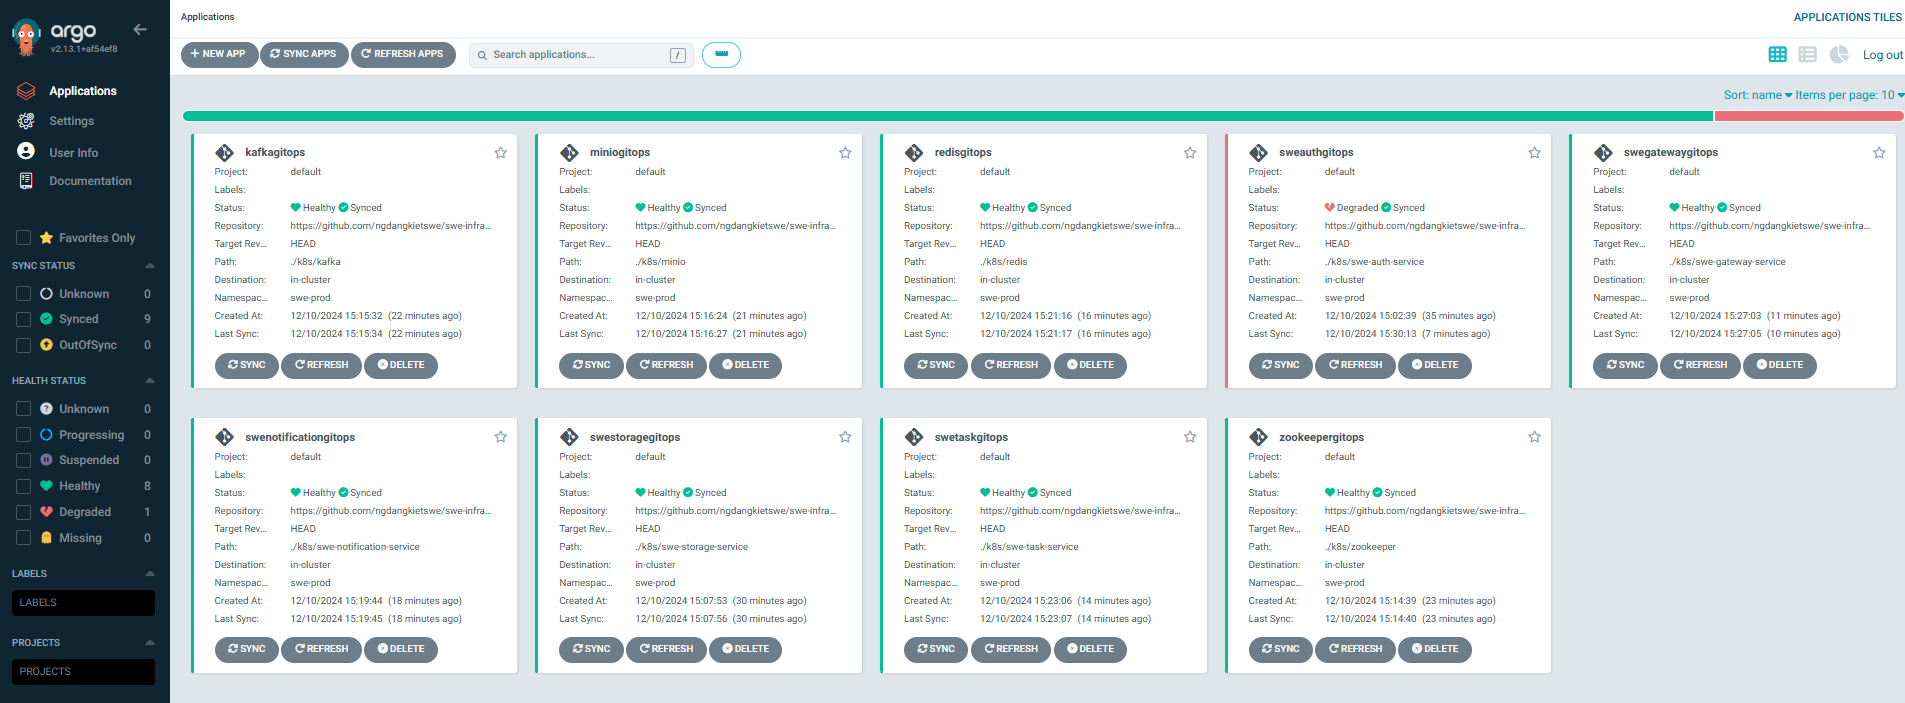 Applications
APPLICATIONS TILES
argo
v2.13.1+af54ef8
NEW APP
SYNC APPS
REFRESH APPS
Search applications...
/
Log out
Applications
Settings
User Info
Documentation
Favorites Only
SYNC STATUS
Unknown 0
Synced 9
OutOfSync 0
HEALTH STATUS
Unknown 0
Progressing 0
Suspended 0
Healthy 8
Degraded 1
Missing 0
LABELS
LABELS
PROJECTS
PROJECTS
Sort: name Items per page: 10
kafkagitops
Project: default
Labels:
Status: Healthy Synced
Repository: https://github.com/ngdangkietswe/swe-infra...
Target Rev... HEAD
Path: ./k8s/kafka
Destination: in-cluster
Namespac... swe-prod
Created At: 12/10/2024 15:15:32 (22 minutes ago)
Last Sync: 12/10/2024 15:15:34 (22 minutes ago)
SYNC REFRESH DELETE
miniogitops
Project: default
Labels:
Status: Healthy Synced
Repository: https://github.com/ngdangkietswe/swe-infra...
Target Rev... HEAD
Path: ./k8s/minio
Destination: in-cluster
Namespac... swe-prod
Created At: 12/10/2024 15:16:24 (21 minutes ago)
Last Sync: 12/10/2024 15:16:27 (21 minutes ago)
SYNC REFRESH DELETE
redisgitops
Project: default
Labels:
Status: Healthy Synced
Repository: https://github.com/ngdangkietswe/swe-infra...
Target Rev... HEAD
Path: ./k8s/redis
Destination: in-cluster
Namespac... swe-prod
Created At: 12/10/2024 15:21:16 (16 minutes ago)
Last Sync: 12/10/2024 15:21:17 (16 minutes ago)
SYNC REFRESH DELETE
sweauthgitops
Project: default
Labels:
Status: Degraded Synced
Repository: https://github.com/ngdangkietswe/swe-infra...
Target Rev... HEAD
Path: ./k8s/swe-auth-service
Destination: in-cluster
Namespac... swe-prod
Created At: 12/10/2024 15:02:39 (35 minutes ago)
Last Sync: 12/10/2024 15:30:13 (7 minutes ago)
SYNC REFRESH DELETE
swegatewaygitops
Project: default
Labels:
Status: Healthy Synced
Repository: https://github.com/ngdangkietswe/swe-infra...
Target Rev... HEAD
Path: ./k8s/swe-gateway-service
Destination: in-cluster
Namespac... swe-prod
Created At: 12/10/2024 15:27:03 (11 minutes ago)
Last Sync: 12/10/2024 15:27:05 (10 minutes ago)
SYNC REFRESH DELETE
swenotificationgitops
Project: default
Labels:
Status: Healthy Synced
Repository: https://github.com/ngdangkietswe/swe-infra...
Target Rev... HEAD
Path: ./k8s/swe-notification-service
Destination: in-cluster
Namespac... swe-prod
Created At: 12/10/2024 15:19:44 (18 minutes ago)
Last Sync: 12/10/2024 15:19:45 (18 minutes ago)
SYNC REFRESH DELETE
swestoragegitops
Project: default
Labels:
Status: Healthy Synced
Repository: https://github.com/ngdangkietswe/swe-infra...
Target Rev... HEAD
Path: ./k8s/swe-storage-service
Destination: in-cluster
Namespac... swe-prod
Created At: 12/10/2024 15:07:53 (30 minutes ago)
Last Sync: 12/10/2024 15:07:56 (30 minutes ago)
SYNC REFRESH DELETE
swetaskgitops
Project: default
Labels:
Status: Healthy Synced
Repository: https://github.com/ngdangkietswe/swe-infra...
Target Rev... HEAD
Path: ./k8s/swe-task-service
Destination: in-cluster
Namespac... swe-prod
Created At: 12/10/2024 15:23:06 (14 minutes ago)
Last Sync: 12/10/2024 15:23:07 (14 minutes ago)
SYNC REFRESH DELETE
zookeepergitops
Project: default
Labels:
Status: Healthy Synced
Repository: https://github.com/ngdangkietswe/swe-infra...
Target Rev... HEAD
Path: ./k8s/zookeeper
Destination: in-cluster
Namespac... swe-prod
Created At: 12/10/2024 15:14:39 (23 minutes ago)
Last Sync: 12/10/2024 15:14:40 (23 minutes ago)
SYNC REFRESH DELETE